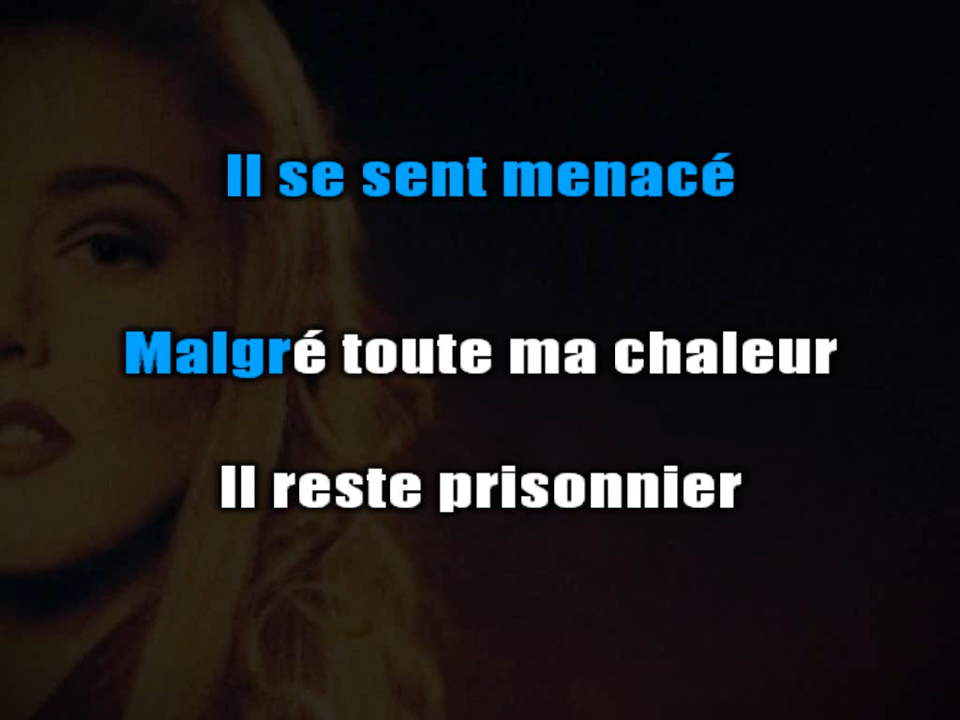 Il se sent menacé
Malgré toute ma chaleur
Il reste prisonnier